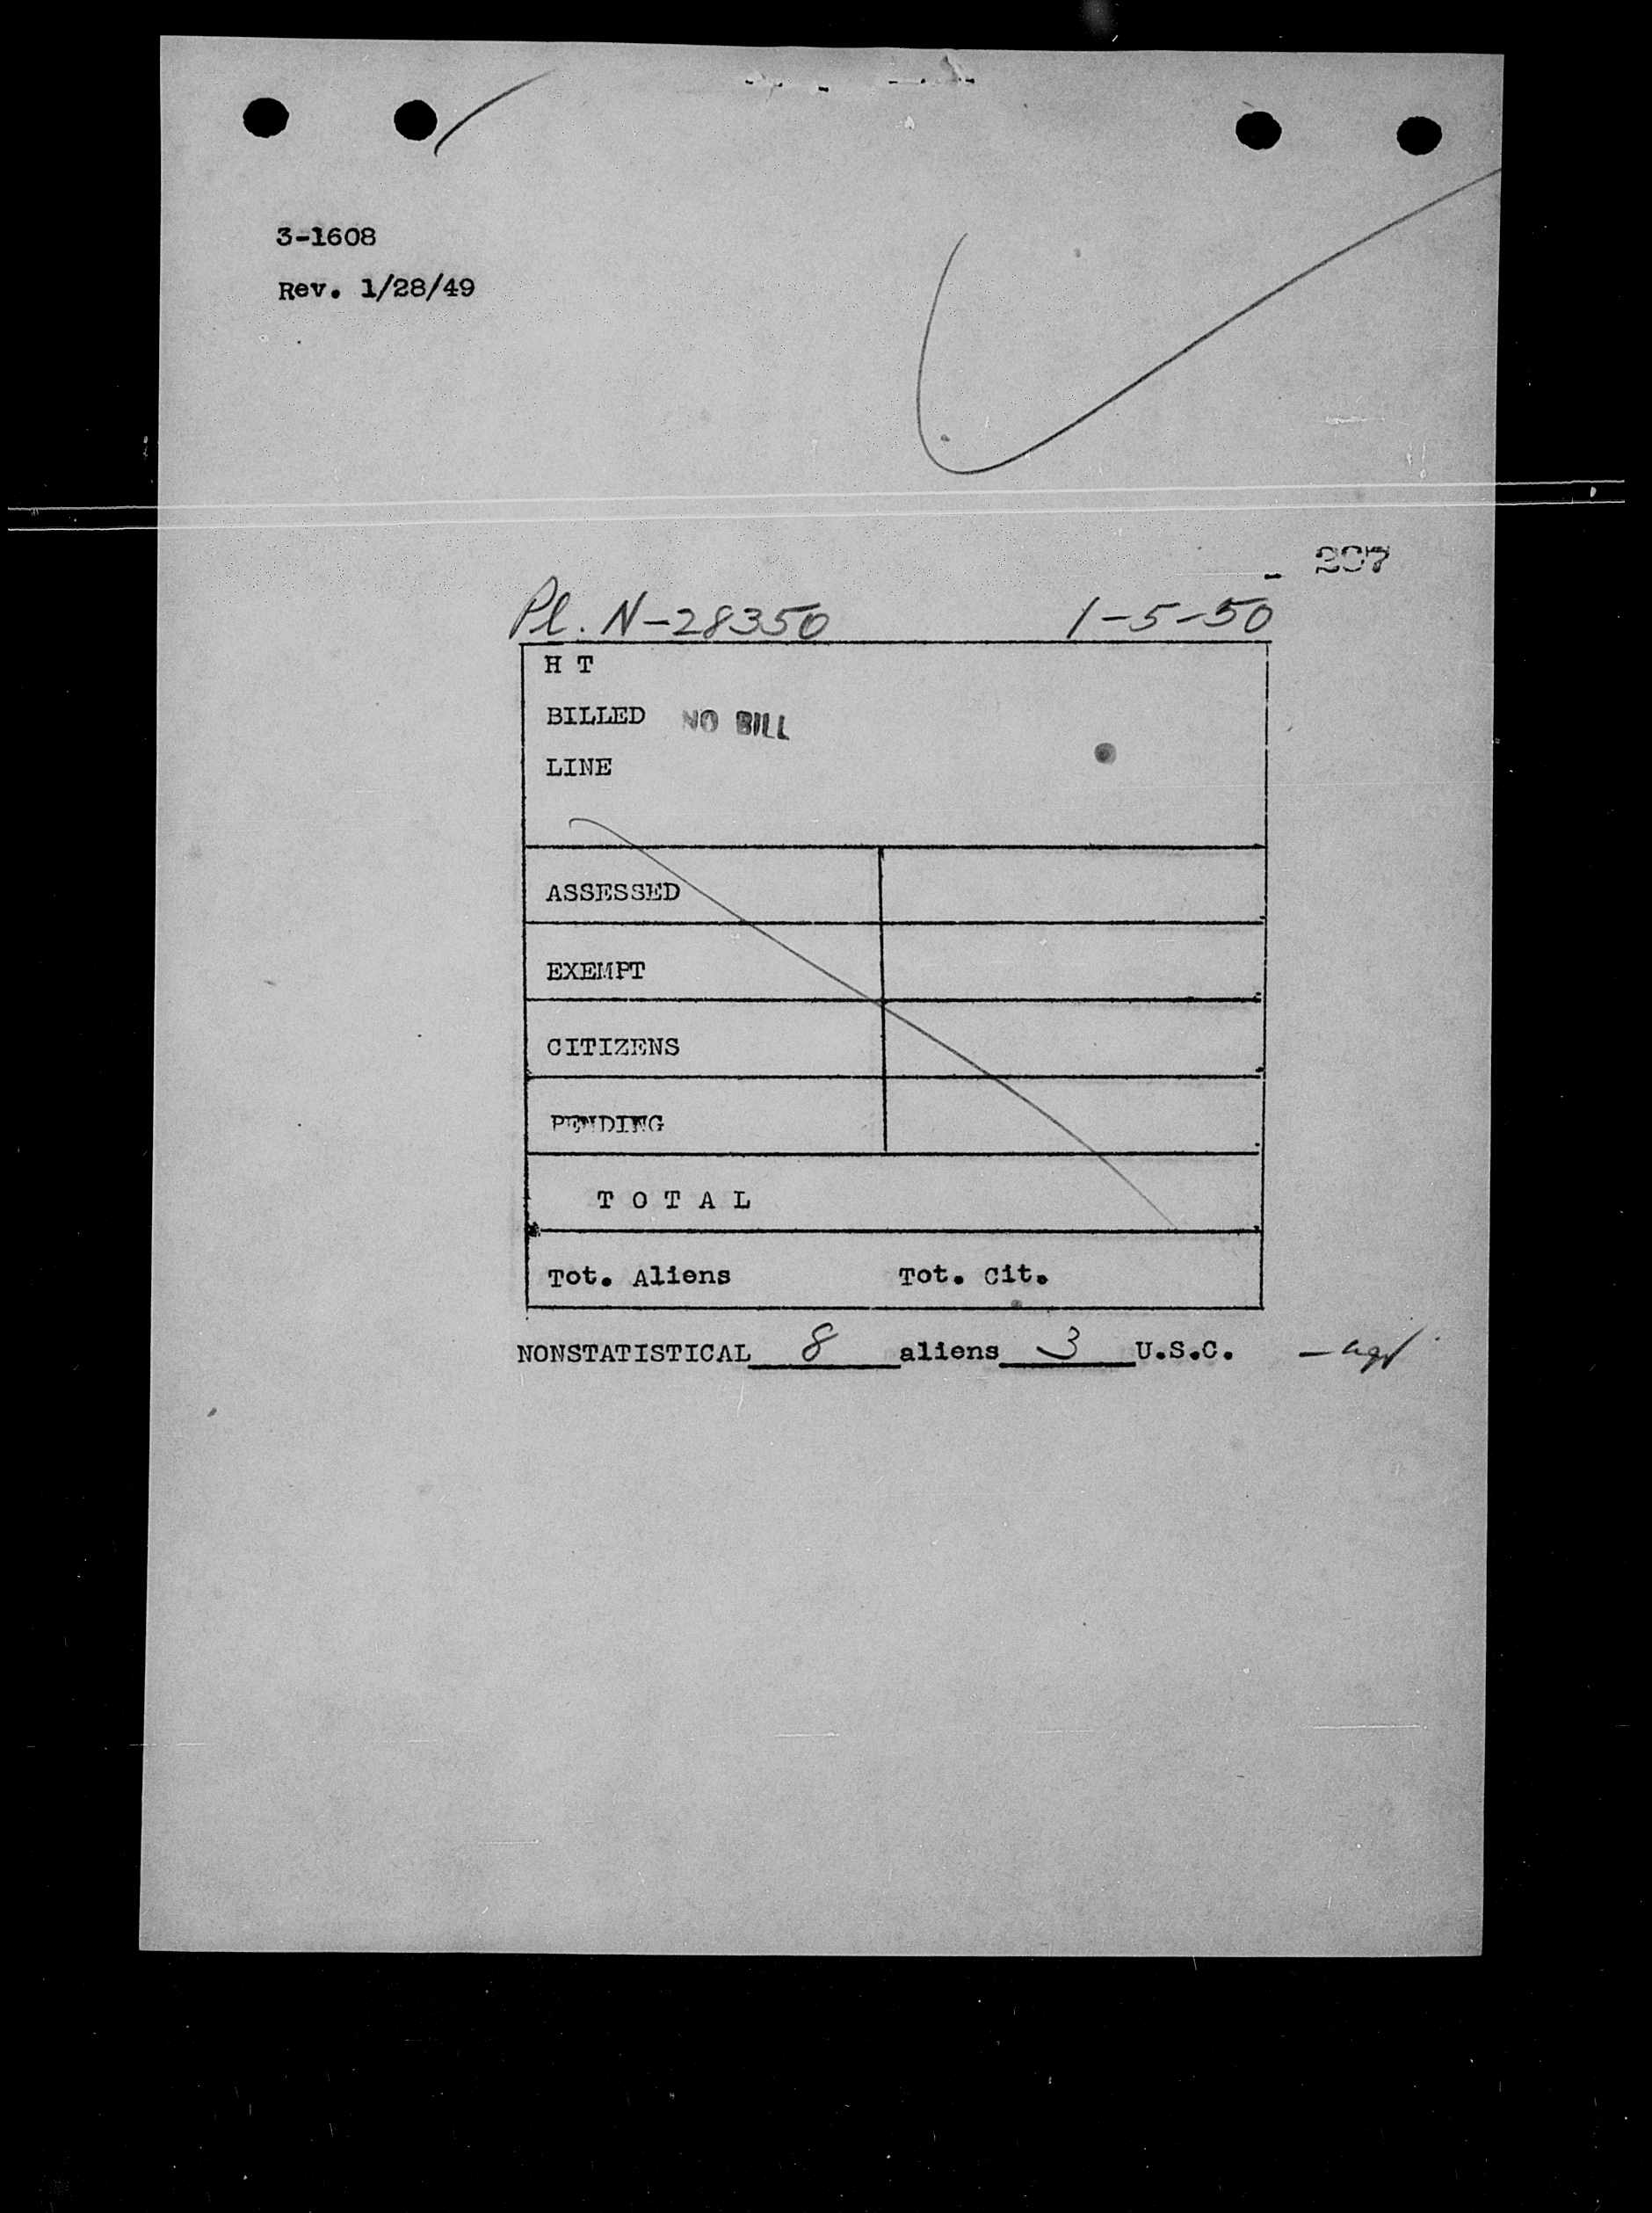 3-1608
Rev. 1/28/49
Pl. N-28350 1-5-50
H T
BILLED NO BILL
LINE
ASSESSED
EXEMPT
CITIZENS
PENDING
T O T A L
Tot. Aliens Tot. Cit.
NONSTATISTICAL 8 aliens 3 U.S.C.